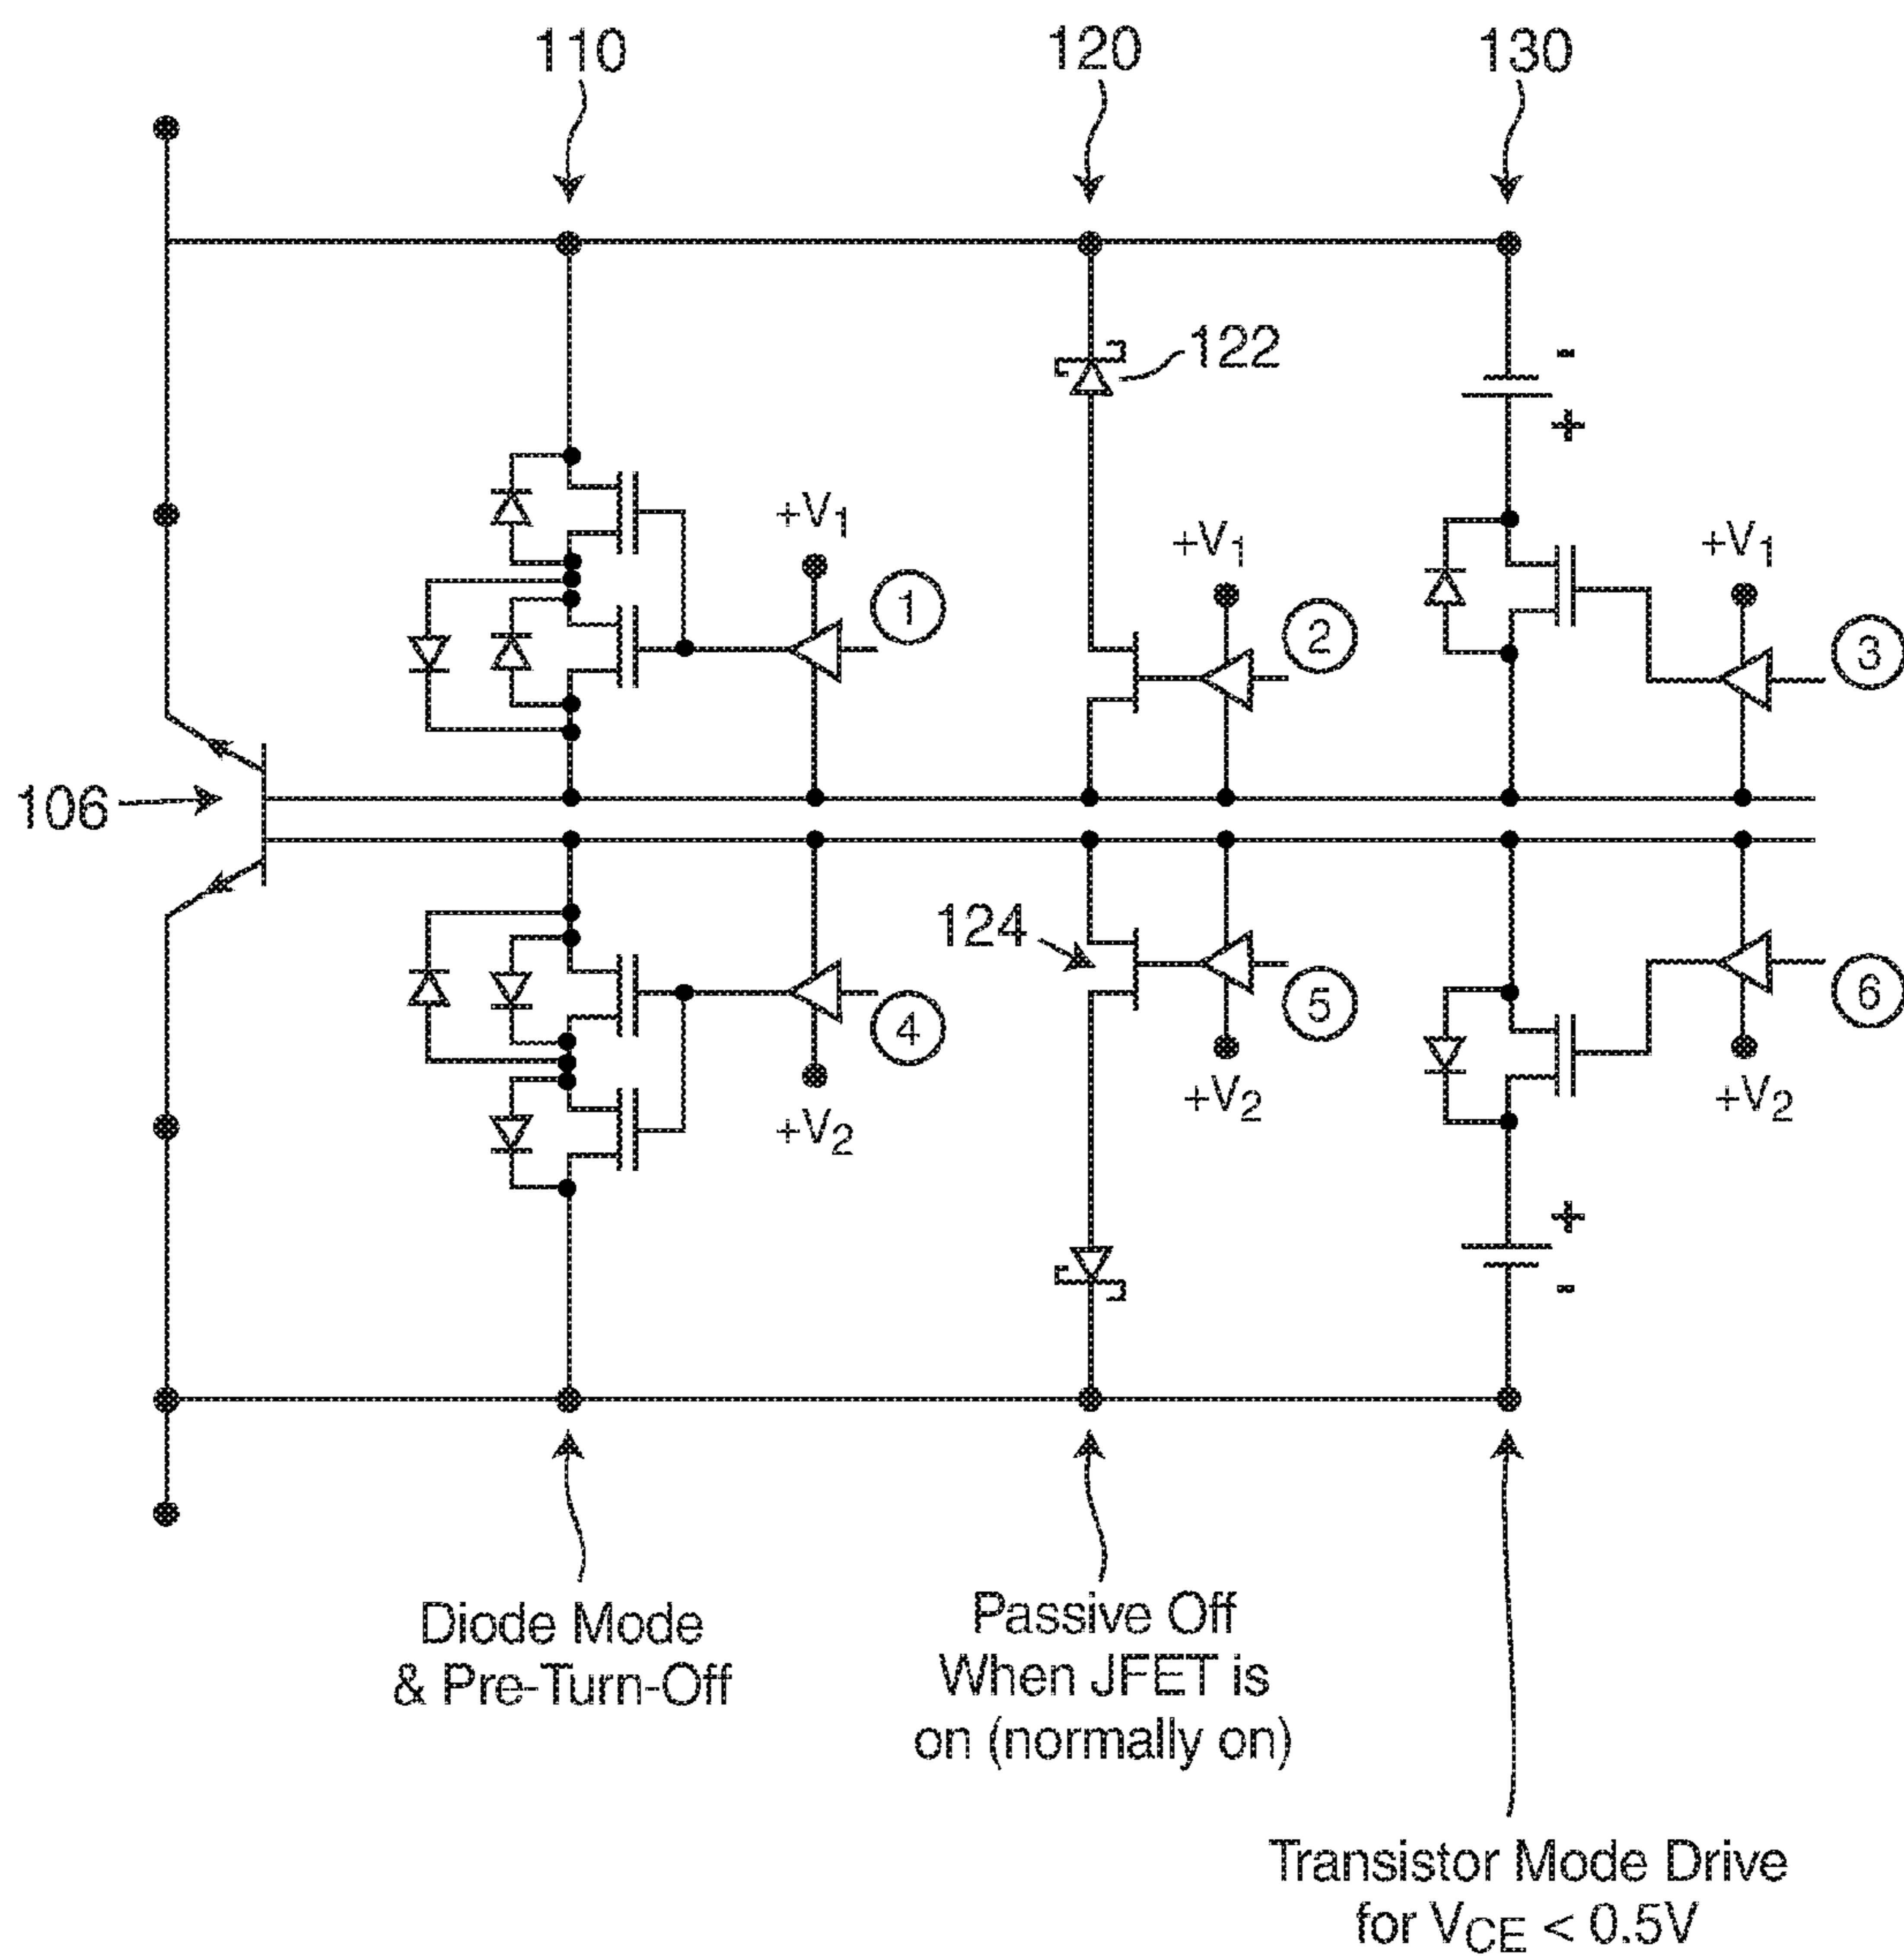 110
120
130
122
-
+
+V1
1
+V1
2
+V1
3
106
124
4
+V2
5
+V2
6
+V2
+
-
Diode Mode
& Pre-Turn-Off
Passive Off
When JFET is
on (normally on)
Transistor Mode Drive
for VCE < 0.5V